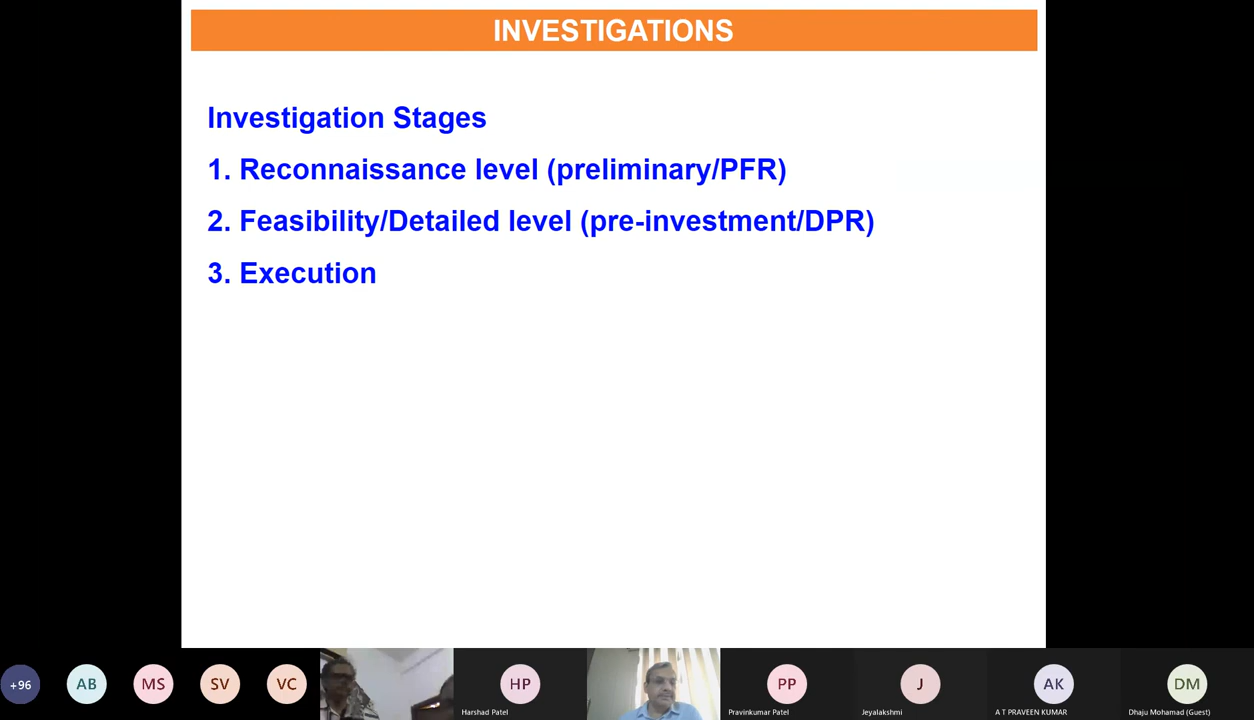 INVESTIGATIONS
Investigation Stages
1. Reconnaissance level (preliminary/PFR)
2. Feasibility/Detailed level (pre-investment/DPR)
3. Execution
+96
AB
MS
SV
VC
HP
Harshad Patel
PP
Pravinkumar Patel
J
Jeyalakshmi
AK
A T PRAVEEN KUMAR
DM
Dhaju Mohamad (Guest)